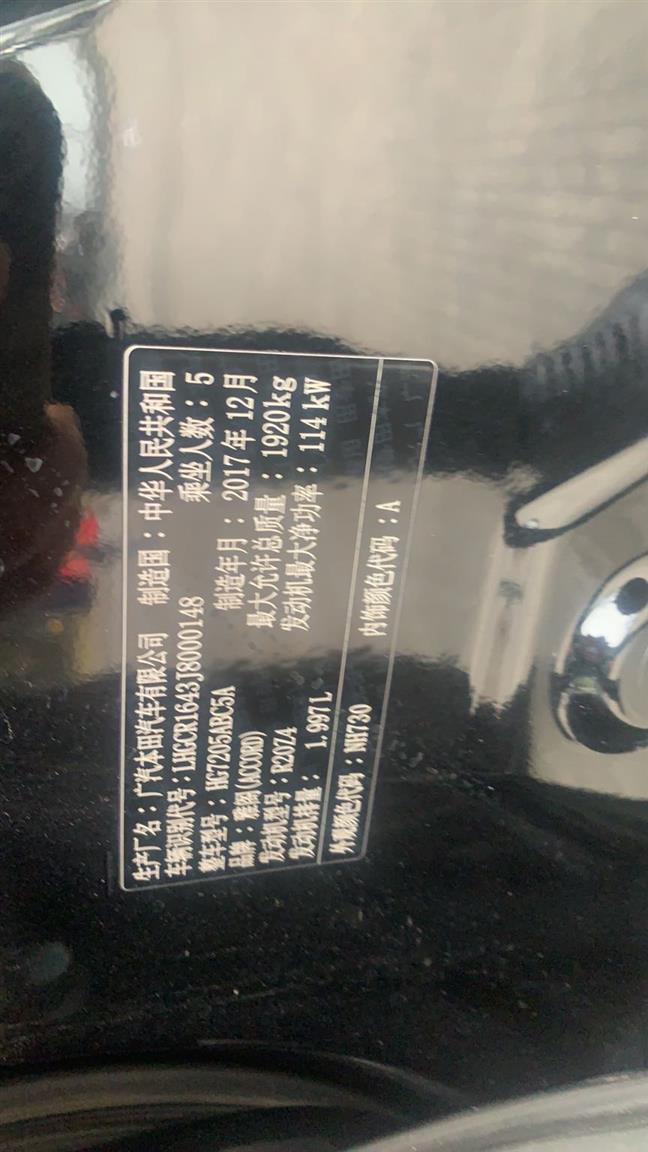 生产厂名：广汽本田汽车有限公司 制造国：中华人民共和国
车辆识别代号：LHGCR1643J8000148 乘坐人数：5
整车型号：HG7205ABC5A 制造年月：2017年12月
品牌：雅阁(ACCORD) 最大允许总质量：1920kg
发动机型号：R20Z4 发动机最大净功率：114kW
发动机排量：1.997L
外观颜色代码：NH730 内饰颜色代码：A